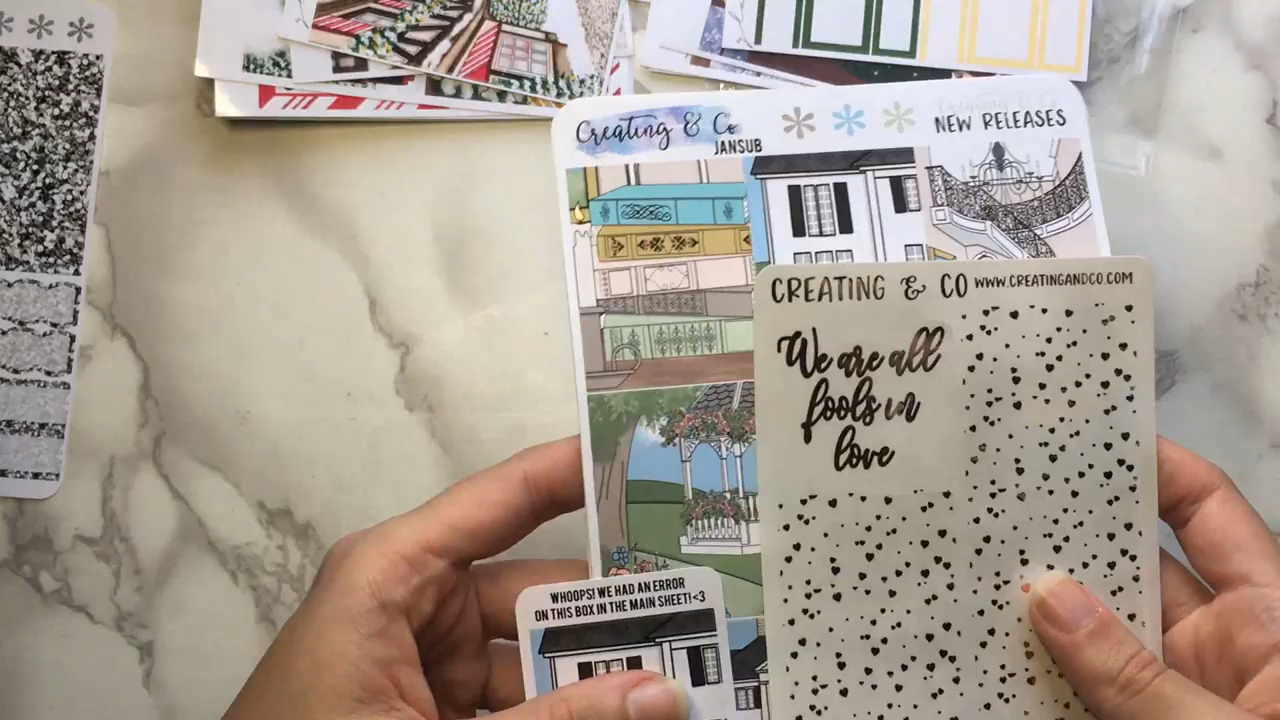 Creating & Co
JANSUB
NEW RELEASES
CREATING & CO WWW.CREATINGANDCO.COM
We are all
fools in
love
WHOOPS! WE HAD AN ERROR
ON THIS BOX IN THE MAIN SHEET!<3